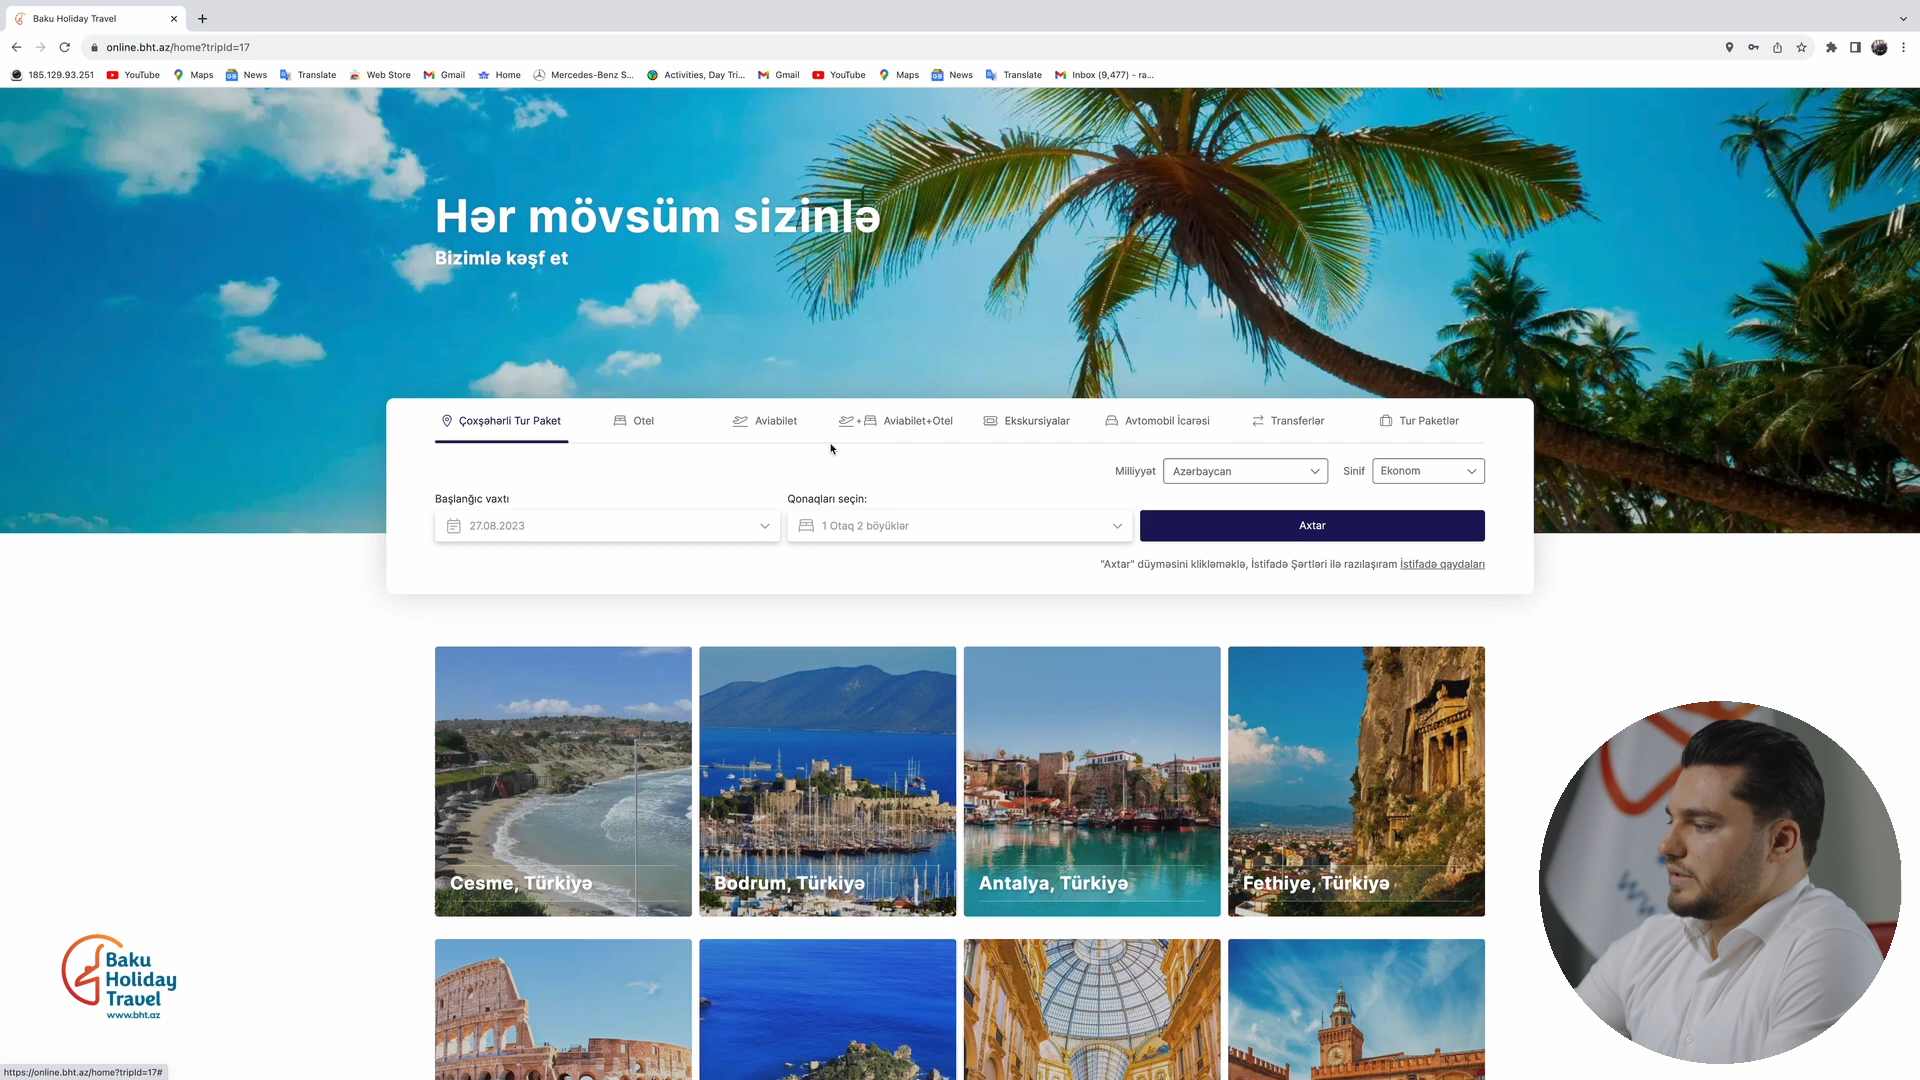 Baku Holiday Travel
online.bht.az/home?tripId=17
185.129.93.251 YouTube Maps News Translate Web Store Gmail Home Mercedes-Benz S... Activities, Day Tri... Gmail YouTube Maps News Translate Inbox (9,477) - ra...
Hər mövsüm sizinlə
Bizimlə kəşf et
Çoxşəhərli Tur Paket Otel Aviabilet + Aviabilet+Otel Ekskursiyalar Avtomobil İcarəsi Transferlər Tur Paketlər
Milliyyət Azərbaycan Sinif Ekonom
Başlanğıc vaxtı Qonaqları seçin:
27.08.2023 1 Otaq 2 böyüklər Axtar
"Axtar" düyməsini klikləməklə, İstifadə Şərtləri ilə razılaşıram İstifadə qaydaları
Cesme, Türkiyə Bodrum, Türkiyə Antalya, Türkiyə Fethiye, Türkiyə
Baku
Holiday
Travel
www.bht.az
https://online.bht.az/home?tripId=17#